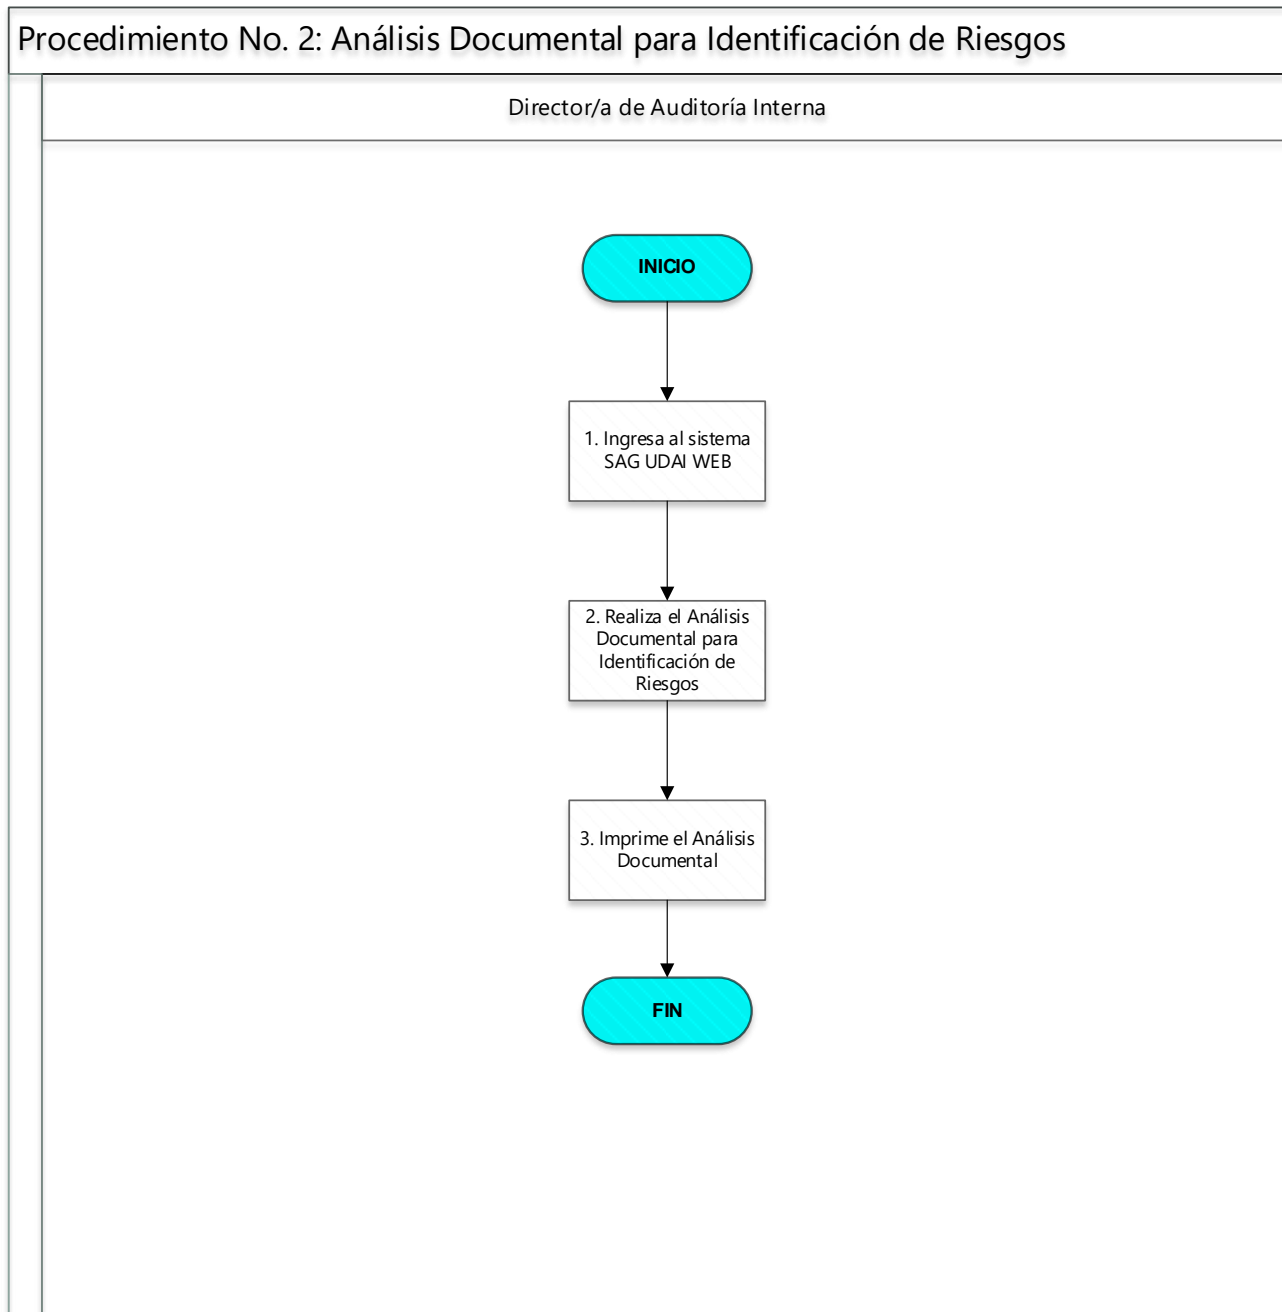 Procedimiento No. 2: Análisis Documental para Identificación de Riesgos
Director/a de Auditoría Interna
INICIO
1. Ingresa al sistema
SAG UDAI WEB
2. Realiza el Análisis
Documental para
Identificación de
Riesgos
3. Imprime el Análisis
Documental
FIN